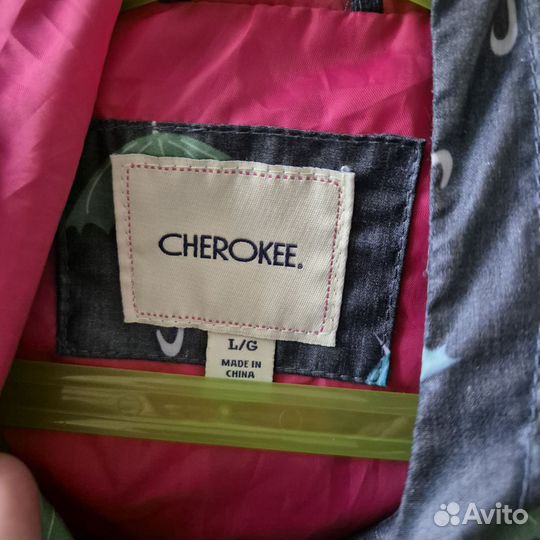 CHEROKEE.
L/G
MADE IN
CHINA
Avito